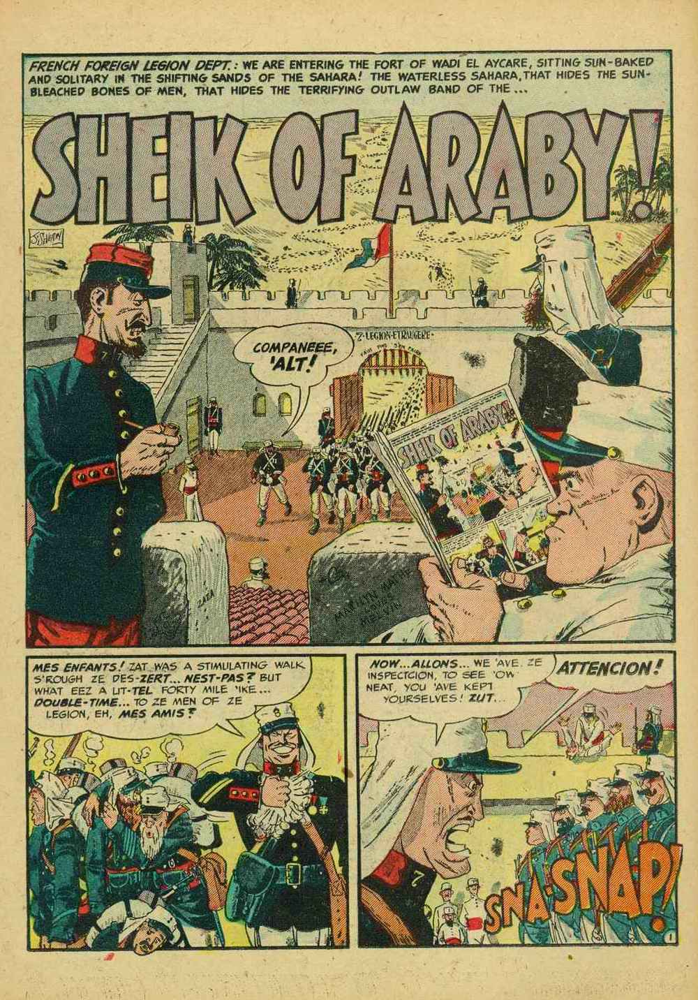 FRENCH FOREIGN LEGION DEPT.: WE ARE ENTERING THE FORT OF WADI EL AYCARE, SITTING SUN-BAKED
AND SOLITARY IN THE SHIFTING SANDS OF THE SAHARA! THE WATERLESS SAHARA, THAT HIDES THE SUN-
BLEACHED BONES OF MEN, THAT HIDES THE TERRIFYING OUTLAW BAND OF THE ...
SHEIK OF ARABY!
J SEVERIN
COMPANEEE,
'ALT!
7·LEGION·ETRAUGERE·
7
SHEIK OF ARABY!!
ZAZA
MARILYN
LOVES
MELVIN
MES ENFANTS! ZAT WAS A STIMULATING WALK
S'ROUGH ZE DES-ZERT... NEST-PAS? BUT
WHAT EEZ A LIT-TEL FORTY MILE 'IKE...
DOUBLE-TIME... TO ZE MEN OF ZE
LEGION, EH, MES AMIS?
NOW...ALLONS... WE 'AVE ZE
INSPECTCION, TO SEE 'OW
NEAT, YOU 'AVE KEPT
YOURSELVES! ZUT...
ATTENCION!
7
SNA-SNAP!
1